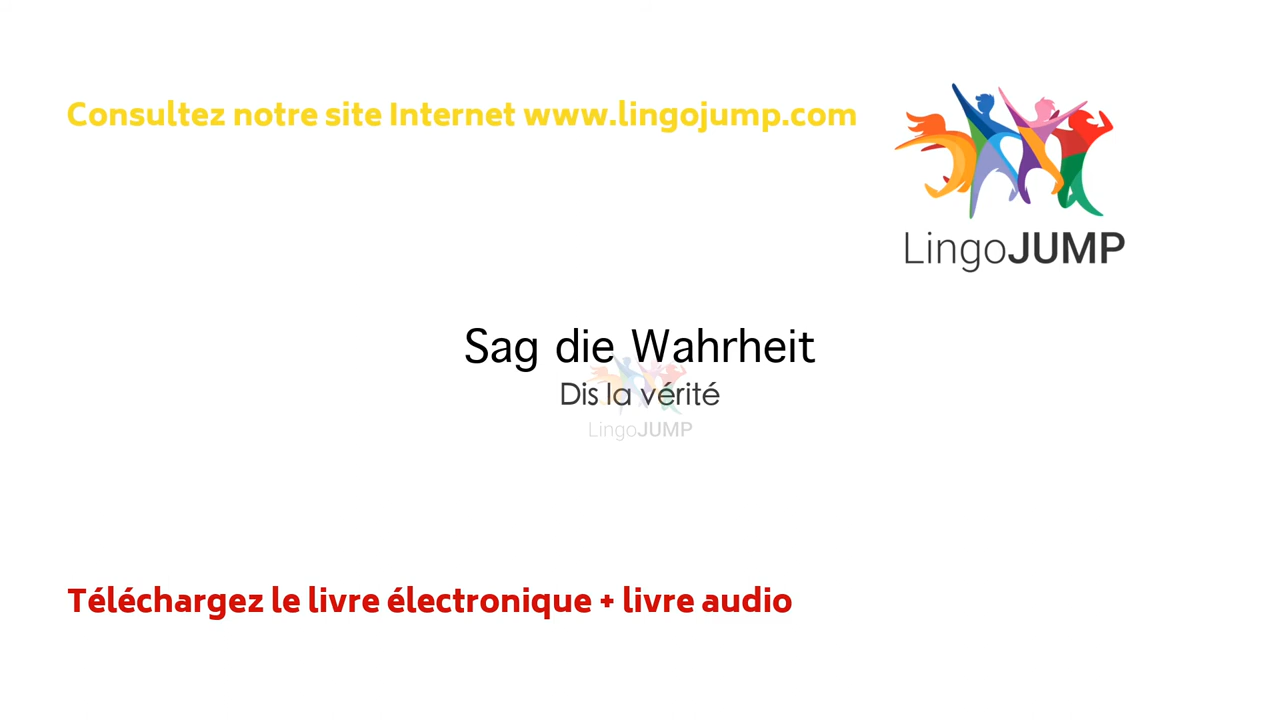 Consultez notre site Internet www.lingojump.com
LingoJUMP
Sag die Wahrheit
Dis la vérité
LingoJUMP
Téléchargez le livre électronique + livre audio